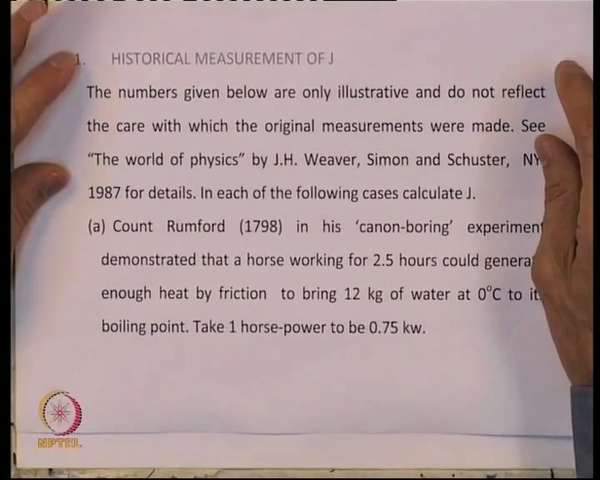 1. HISTORICAL MEASUREMENT OF J
The numbers given below are only illustrative and do not reflect
the care with which the original measurements were made. See
"The world of physics" by J.H. Weaver, Simon and Schuster, NY
1987 for details. In each of the following cases calculate J.
(a) Count Rumford (1798) in his 'canon-boring' experiment
demonstrated that a horse working for 2.5 hours could
enough heat by friction to bring 12 kg of water at 0°C to
boiling point. Take 1 horse-power to be 0.75 kw.
NPTEL